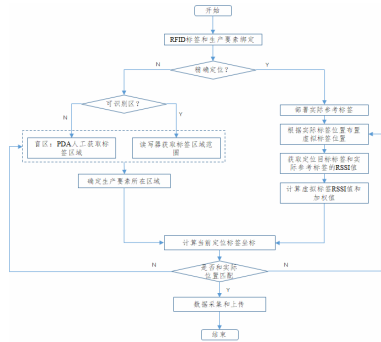 开始
RFID标签和生产要素绑定
精确定位?
N
Y
可识别区?
部署实际参考标签
N
Y
盲区:PDA人工获取标
签区域
读写器获取标签区域范
围
根据实际标签位置布置
虚拟标签位置
获取定位目标标签和实
际参考标签的RSSI值
确定生产要素所在区域
计算虚拟标签RSSI值和
加权值
计算当前定位标签坐标
N
是否和实际
位置匹配
N
Y
数据采集和上传
结束